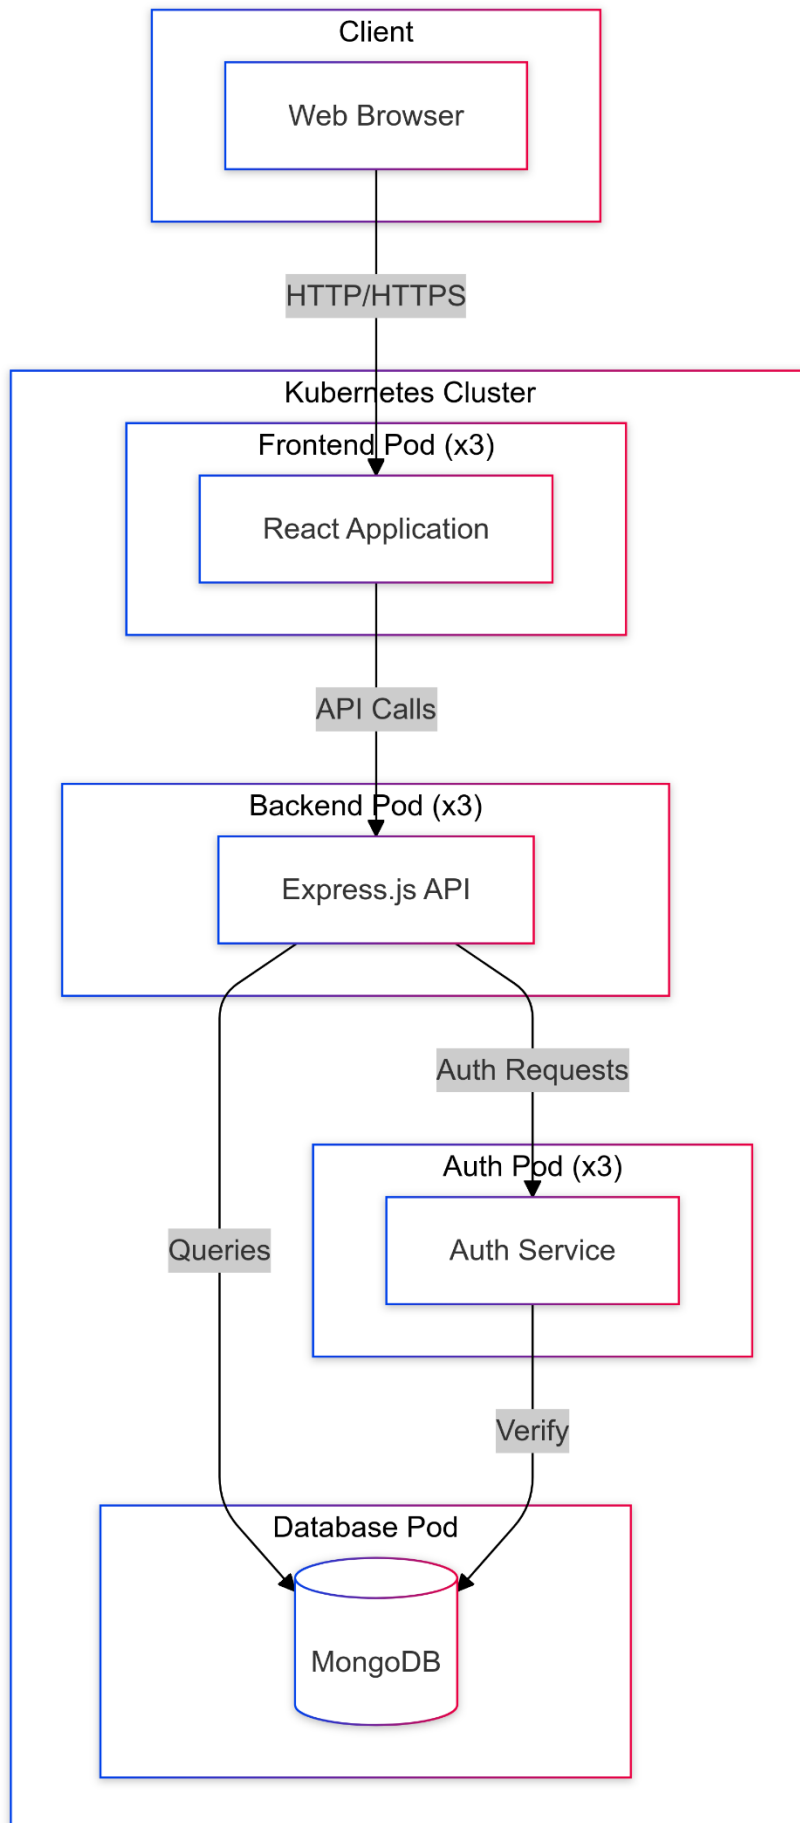 Client
Web Browser
HTTP/HTTPS
Kubernetes Cluster
Frontend Pod (x3)
React Application
API Calls
Backend Pod (x3)
Express.js API
Auth Requests
Auth Pod (x3)
Queries
Auth Service
Verify
Database Pod
MongoDB